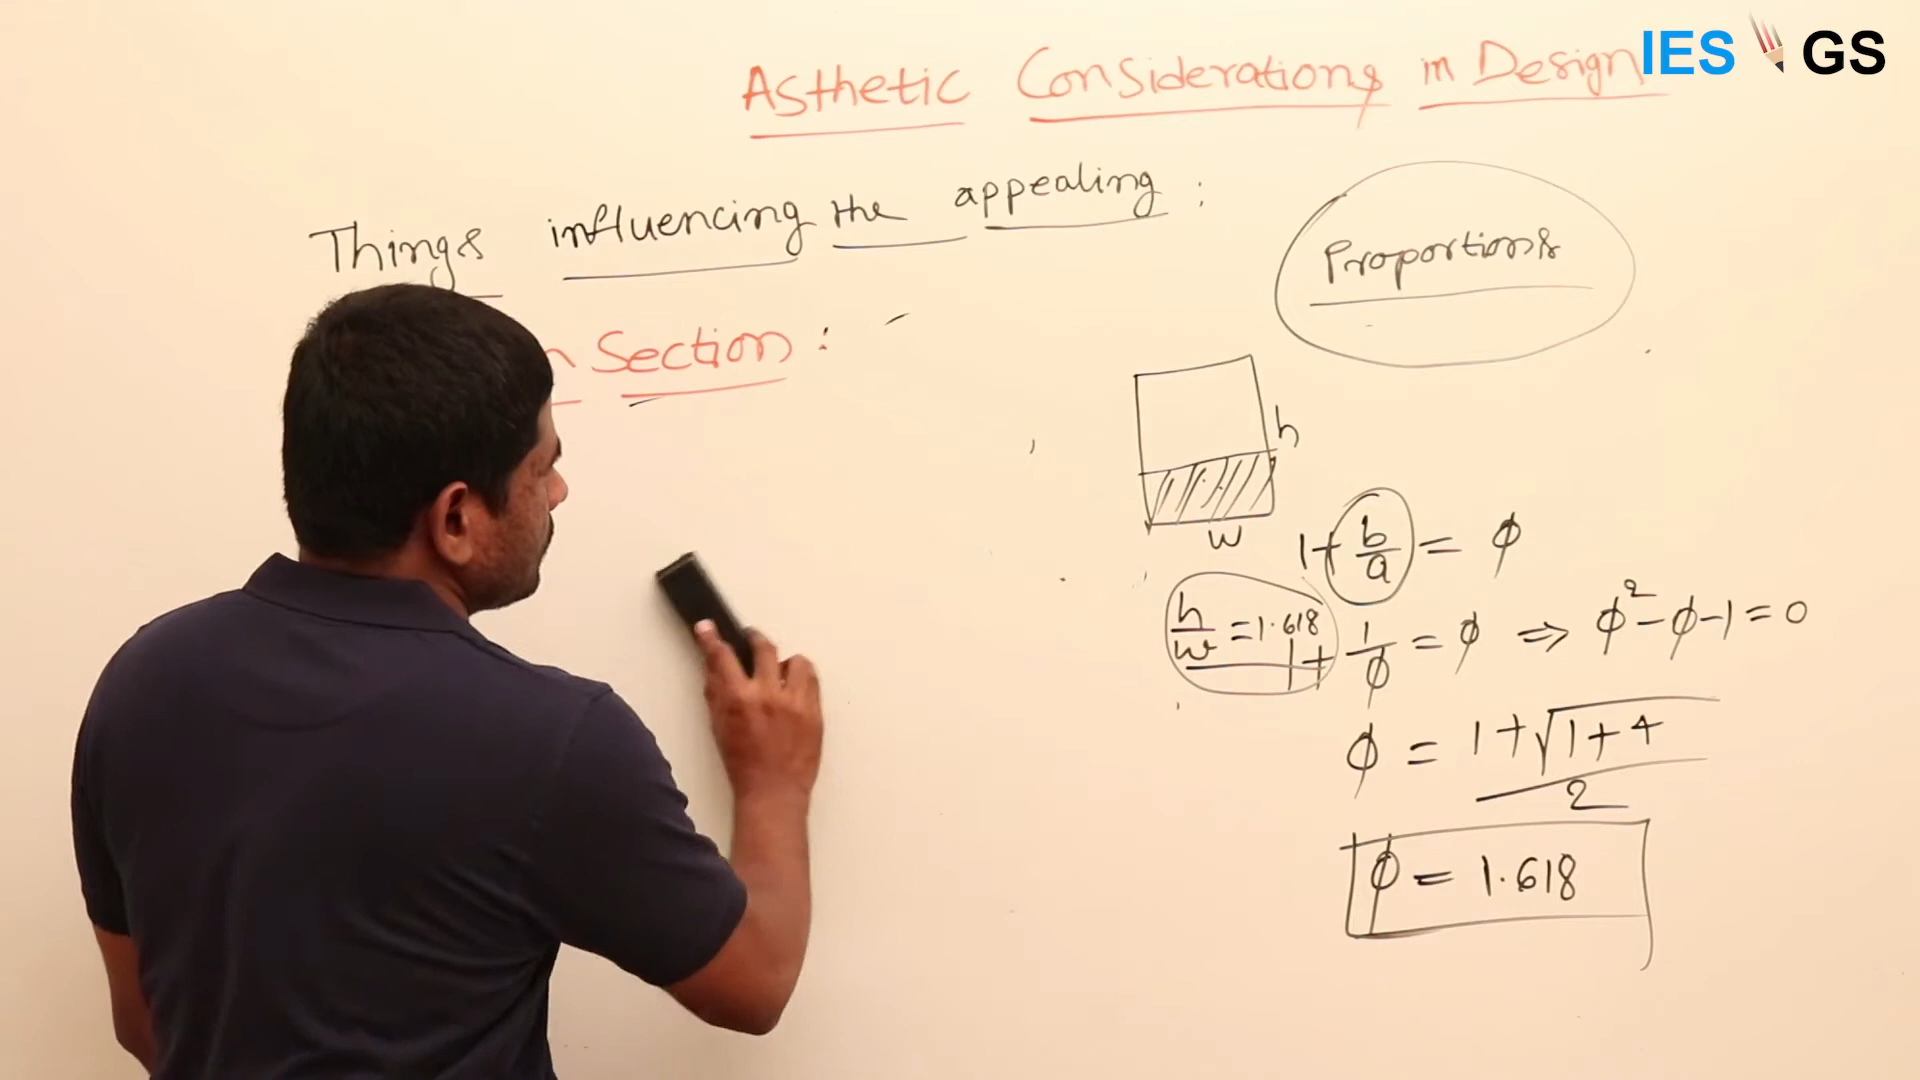 IES GS
Asthetic Considerations in Design
Things influencing the appealing :
Proportions
n Section :
h
w
1 + b/a = φ
h/w = 1.618
1 + 1/φ = φ ⇒ φ² - φ - 1 = 0
φ = 1 + √1 + 4 / 2
φ = 1.618